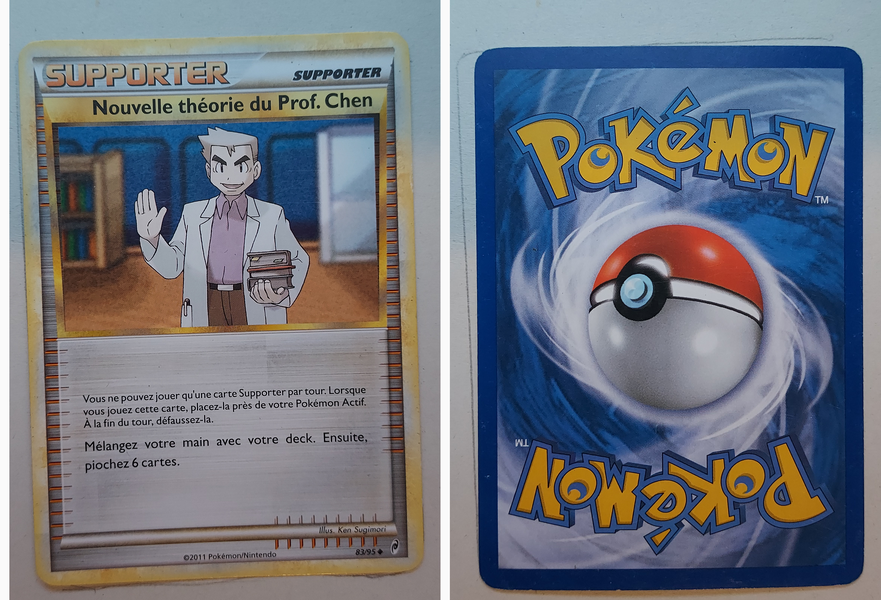 SUPPORTER
SUPPORTER
Nouvelle théorie du Prof. Chen
Vous ne pouvez jouer qu'une carte Supporter par tour. Lorsque
vous jouez cette carte, placez-la près de votre Pokémon Actif.
À la fin du tour, défaussez-la.
Mélangez votre main avec votre deck. Ensuite,
piochez 6 cartes.
Illus. Ken Sugimori
©2011 Pokémon/Nintendo
83/95
POKÉMON
TM
TM
POKÉMON